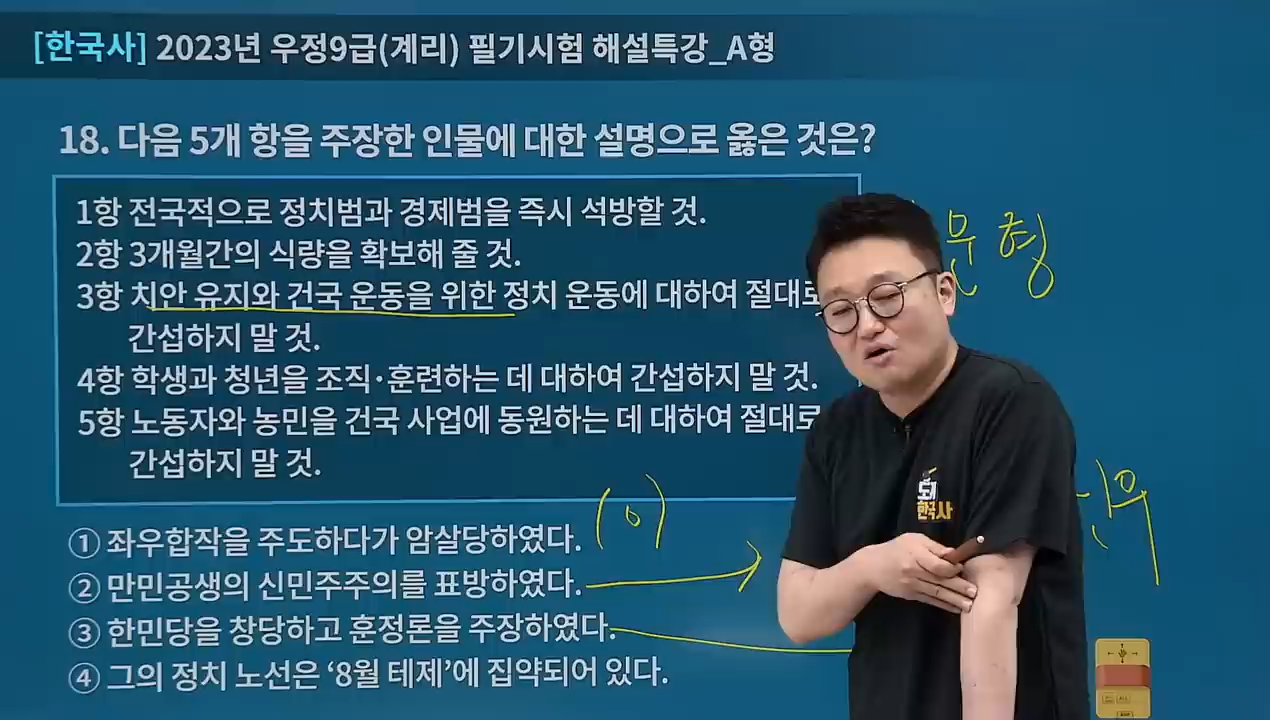 [한국사] 2023년 우정9급(계리) 필기시험 해설특강_A형
18. 다음 5개 항을 주장한 인물에 대한 설명으로 옳은 것은?
1항 전국적으로 정치범과 경제범을 즉시 석방할 것.
2항 3개월간의 식량을 확보해 줄 것.
3항 치안 유지와 건국 운동을 위한 정치 운동에 대하여 절대로
간섭하지 말 것.
4항 학생과 청년을 조직·훈련하는 데 대하여 간섭하지 말 것.
5항 노동자와 농민을 건국 사업에 동원하는 데 대하여 절대로
간섭하지 말 것.
① 좌우합작을 주도하다가 암살당하였다. (o)
② 만민공생의 신민주주의를 표방하였다.
③ 한민당을 창당하고 훈정론을 주장하였다.
④ 그의 정치 노선은 ‘8월 테제’에 집약되어 있다.
형
한국사